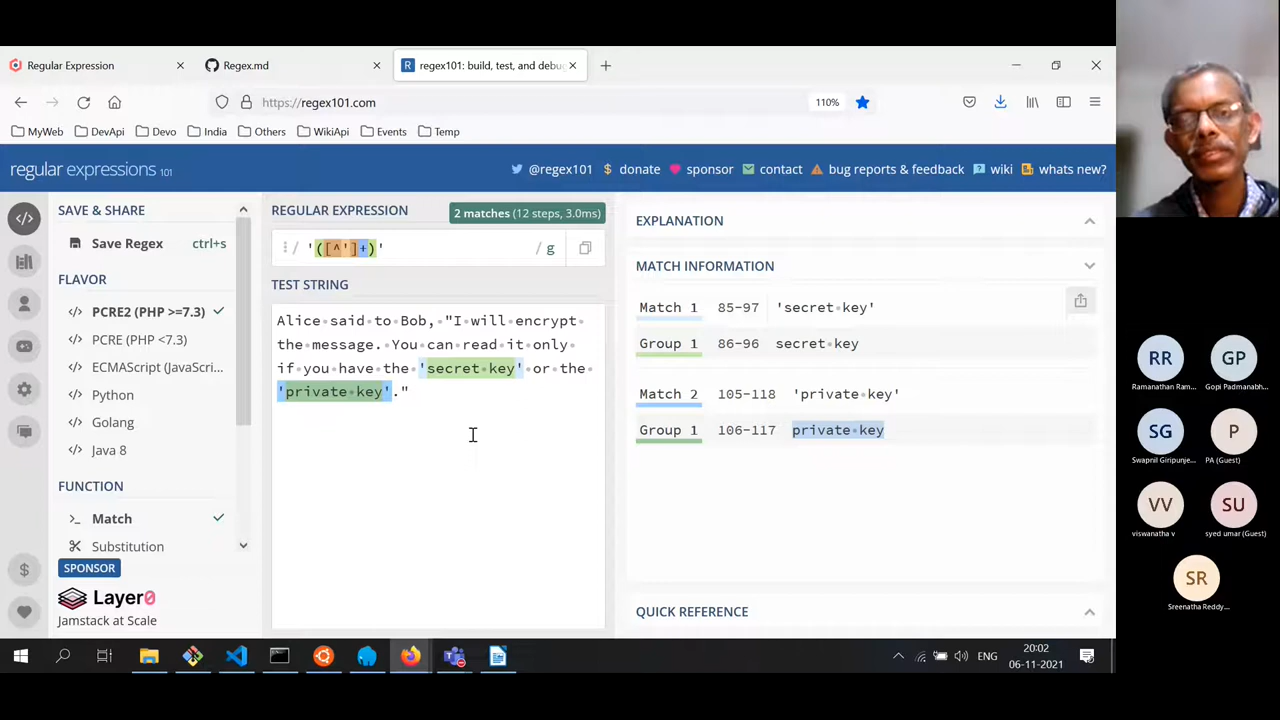 Regular Expression
Regex.md
regex101: build, test, and debug
https://regex101.com
110%
MyWeb
DevApi
Devo
India
Others
WikiApi
Events
Temp
regular expressions 101
@regex101
$ donate
sponsor
contact
bug reports & feedback
wiki
whats new?
SAVE & SHARE
Save Regex
ctrl+s
FLAVOR
PCRE2 (PHP >=7.3)
PCRE (PHP <7.3)
ECMAScript (JavaScri...
Python
Golang
Java 8
FUNCTION
Match
Substitution
SPONSOR
Layer0
Jamstack at Scale
REGULAR EXPRESSION
2 matches (12 steps, 3.0ms)
/ '([^']+)' / g
TEST STRING
Alice·said·to·Bob,·"I·will·encrypt·
the·message.·You·can·read·it·only·
if·you·have·the·'secret·key'·or·the·
'private·key'."
EXPLANATION
MATCH INFORMATION
Match 1 85-97 'secret·key'
Group 1 86-96 secret·key
Match 2 105-118 'private·key'
Group 1 106-117 private·key
QUICK REFERENCE
RR
Ramanathan Ram...
GP
Gopi Padmanabh...
SG
Swapnil Giripunje...
P
PA (Guest)
VV
viswanatha v
SU
syed umar (Guest)
SR
Sreenatha Reddy...
ENG
20:02
06-11-2021